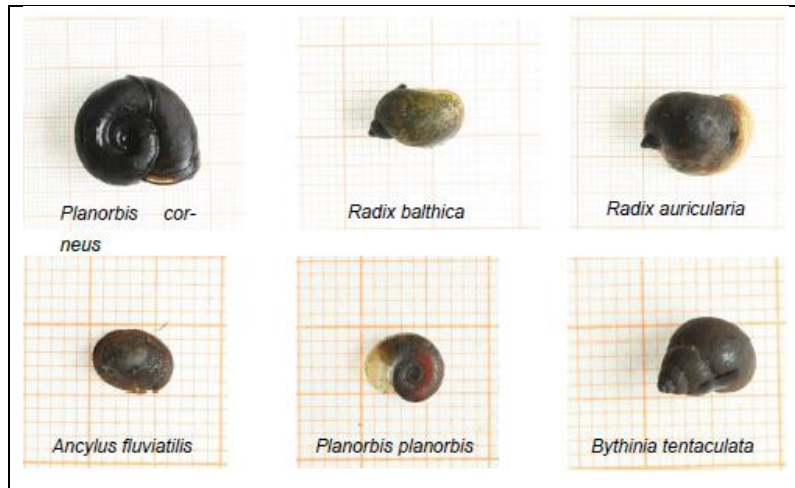 Planorbis cor-
neus
Radix balthica
Radix auricularia
Ancylus fluviatilis
Planorbis planorbis
Bythinia tentaculata